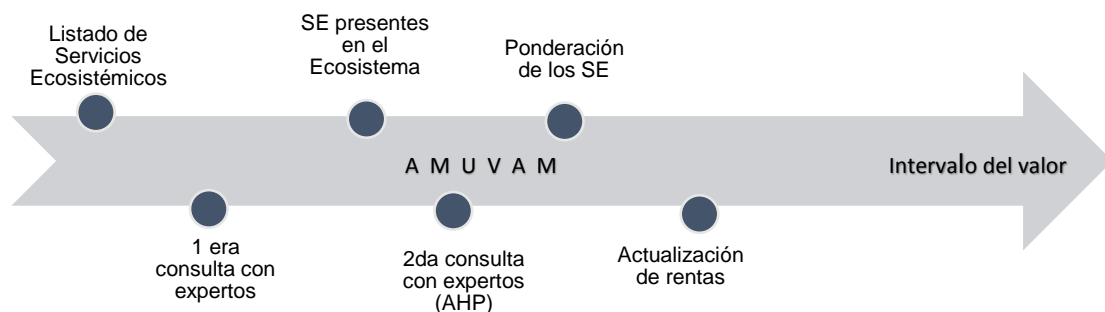 Listado de
Servicios
Ecosistémicos
SE presentes
en el
Ecosistema
Ponderación
de los SE
A M U V A M
Intervalo del valor
1 era
consulta con
expertos
2da consulta
con expertos
(AHP)
Actualización
de rentas